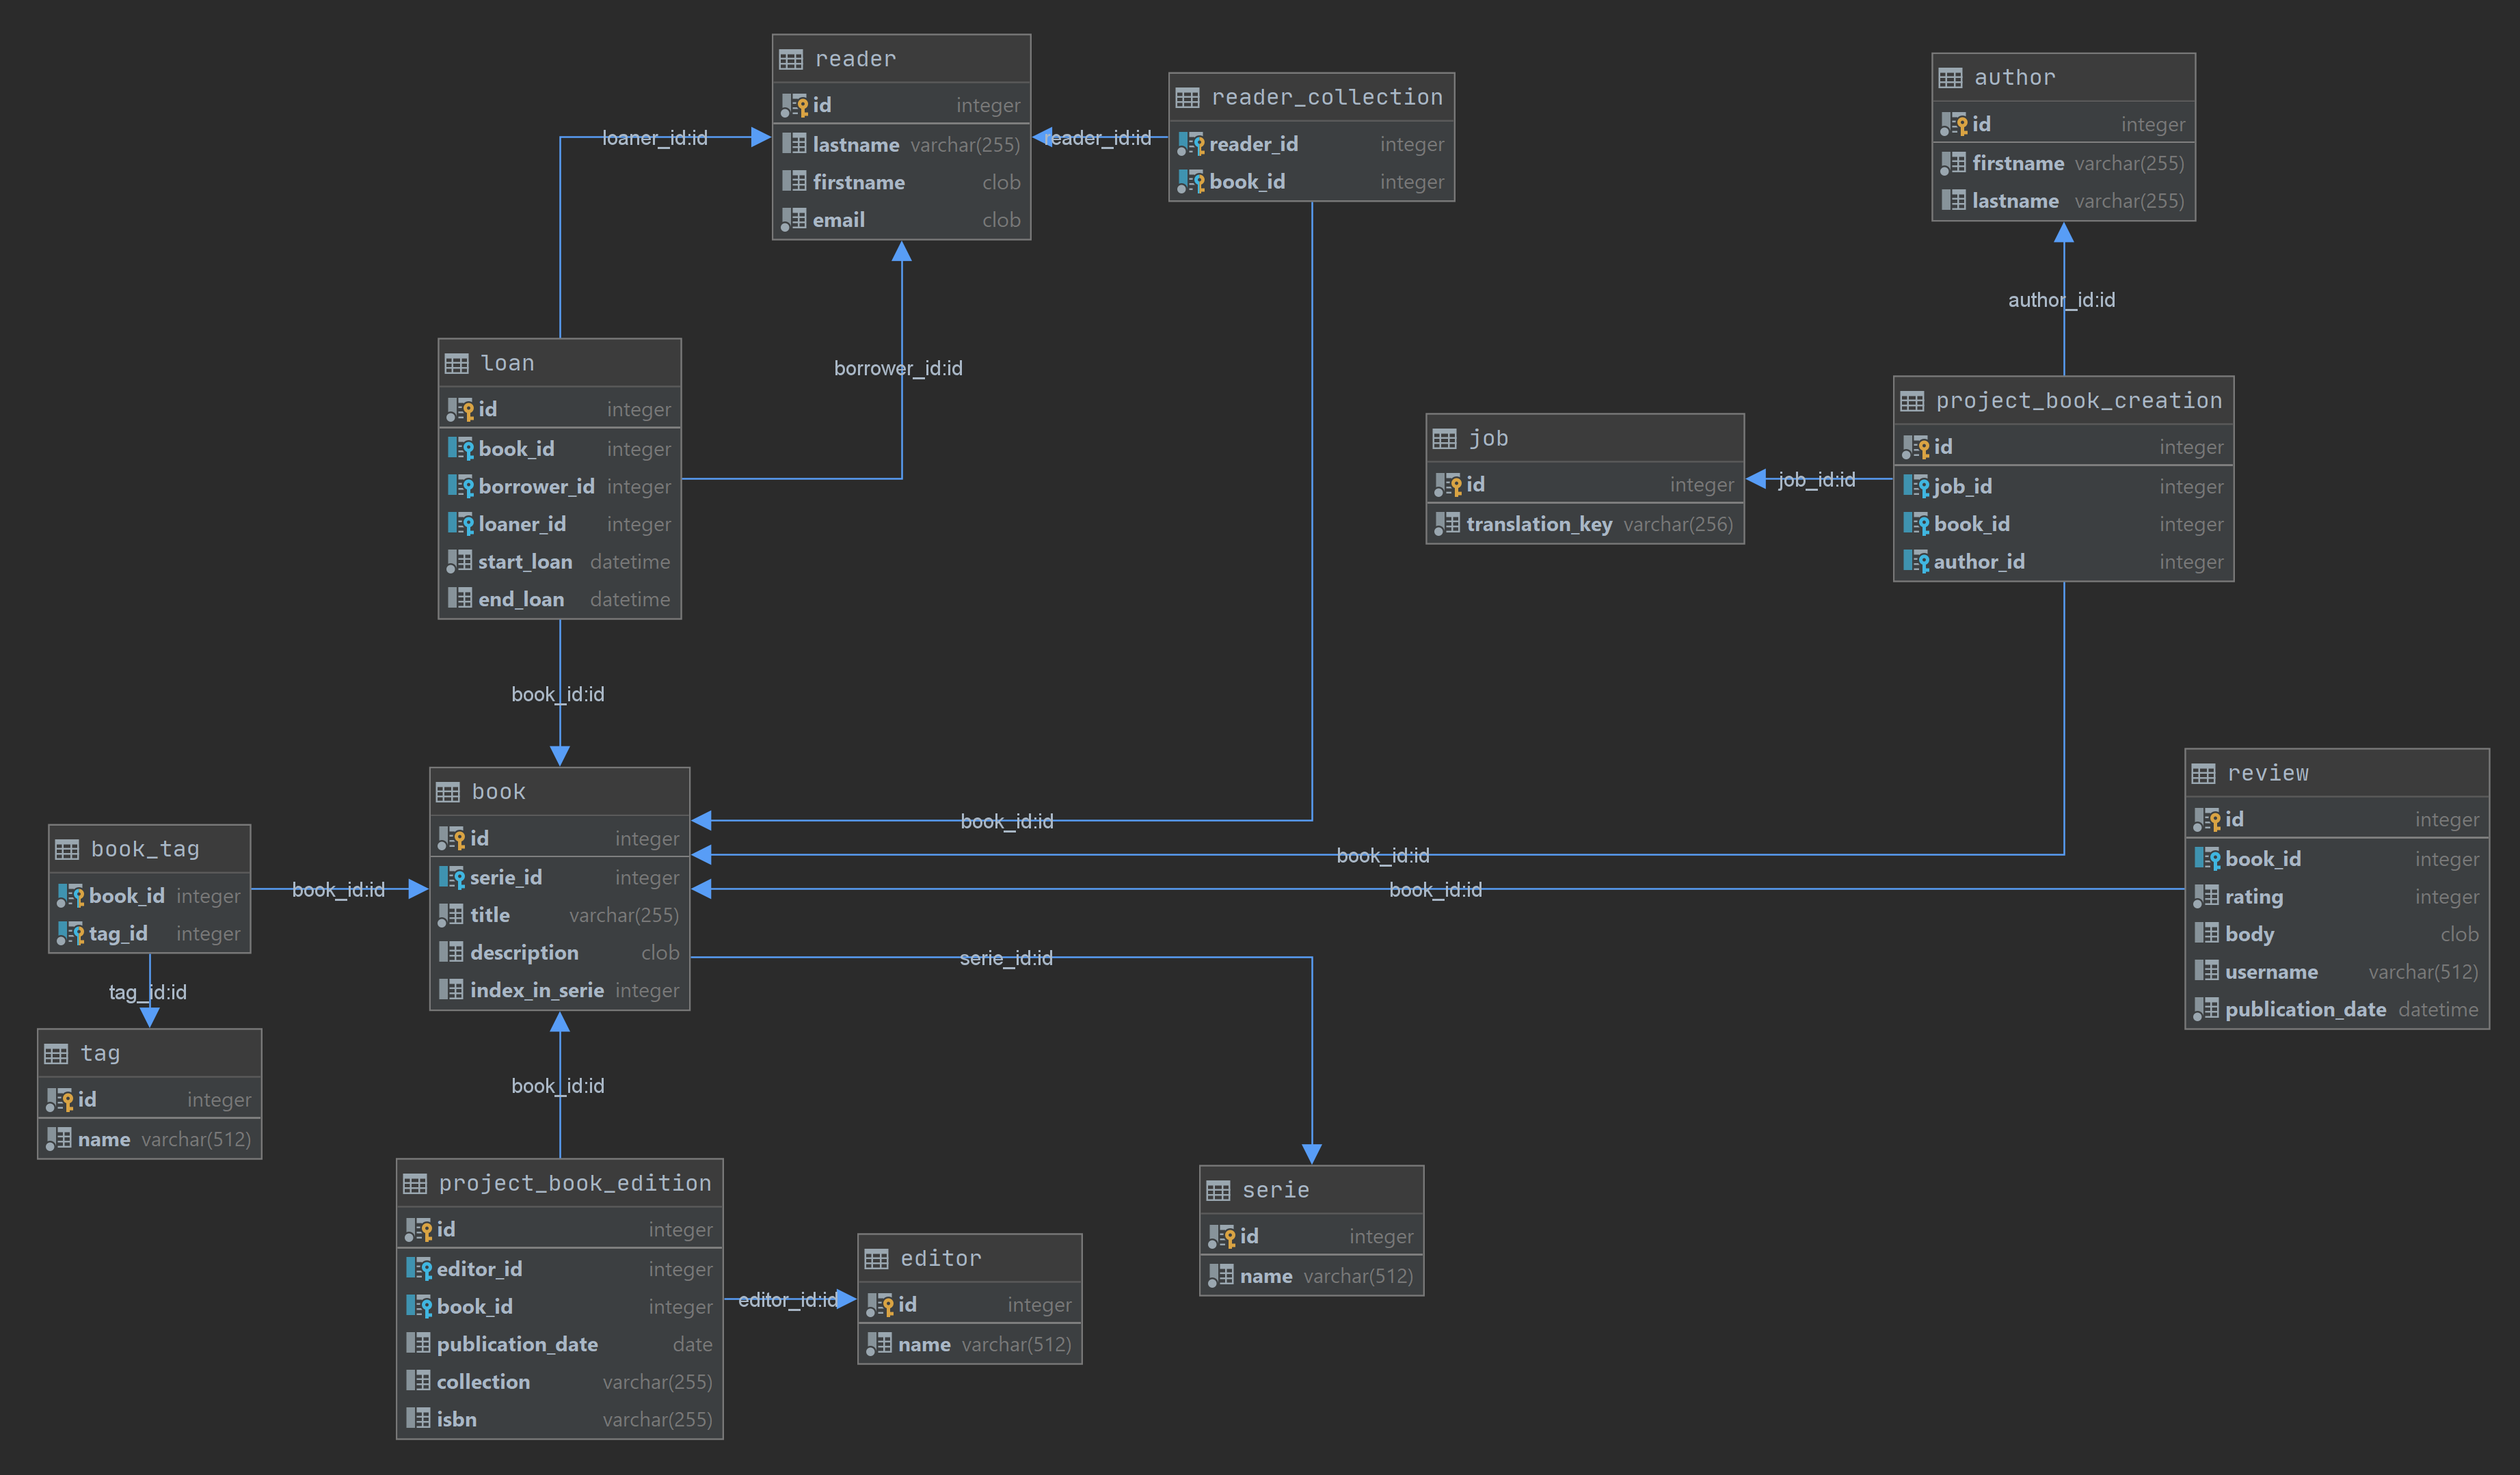 reader
id integer
lastname varchar(255)
firstname clob
email clob
reader_collection
reader_id integer
book_id integer
author
id integer
firstname varchar(255)
lastname varchar(255)
loaner_id:id
reader_id:id
author_id:id
loan
id integer
book_id integer
borrower_id integer
loaner_id integer
start_loan datetime
end_loan datetime
borrower_id:id
job
id integer
translation_key varchar(256)
job_id:id
project_book_creation
id integer
job_id integer
book_id integer
author_id integer
book_id:id
book
id integer
serie_id integer
title varchar(255)
description clob
index_in_serie integer
book_id:id
book_id:id
book_id:id
review
id integer
book_id integer
rating integer
body clob
username varchar(512)
publication_date datetime
book_tag
book_id integer
tag_id integer
book_id:id
serie_id:id
tag_id:id
tag
id integer
name varchar(512)
book_id:id
project_book_edition
id integer
editor_id integer
book_id integer
publication_date date
collection varchar(255)
isbn varchar(255)
editor_id:id
editor
id integer
name varchar(512)
serie
id integer
name varchar(512)